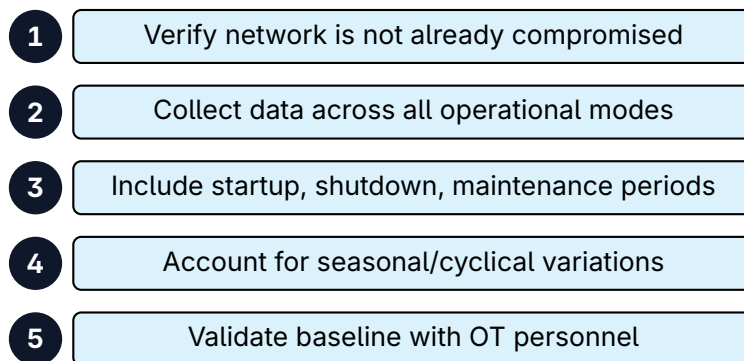 1 Verify network is not already compromised
2 Collect data across all operational modes
3 Include startup, shutdown, maintenance periods
4 Account for seasonal/cyclical variations
5 Validate baseline with OT personnel